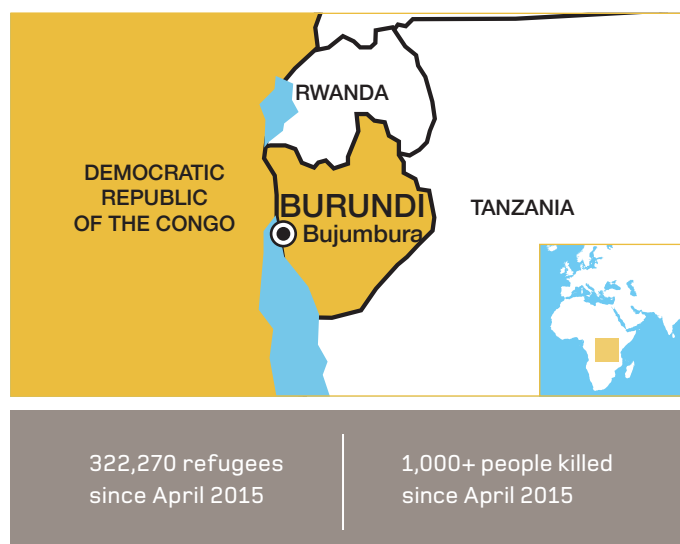 RWANDA
DEMOCRATIC
REPUBLIC
OF THE CONGO
BURUNDI
TANZANIA
Bujumbura
322,270 refugees
since April 2015
1,000+ people killed
since April 2015